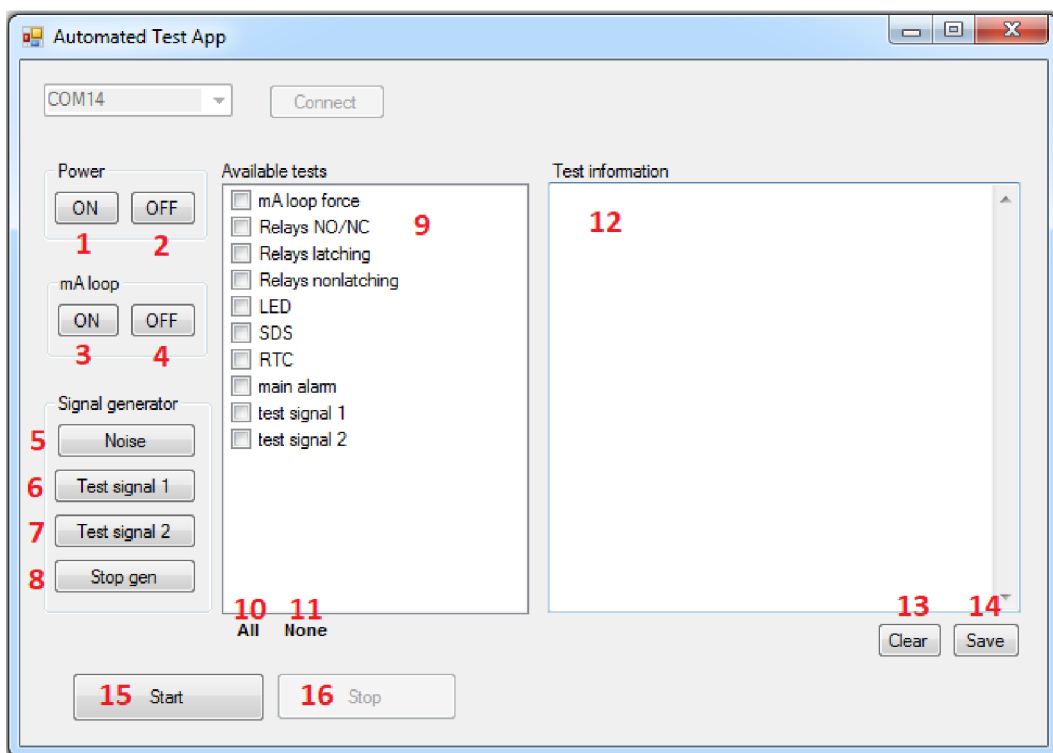 Automated Test App
COM14
Connect
Power
ON
OFF
1
2
mA loop
ON
OFF
3
4
Signal generator
5
Noise
6
Test signal 1
7
Test signal 2
8
Stop gen
Available tests
mA loop force
Relays NO/NC
9
Relays latching
Relays nonlatching
LED
SDS
RTC
main alarm
test signal 1
test signal 2
10
11
All
None
Test information
12
13
14
Clear
Save
15
Start
16
Stop